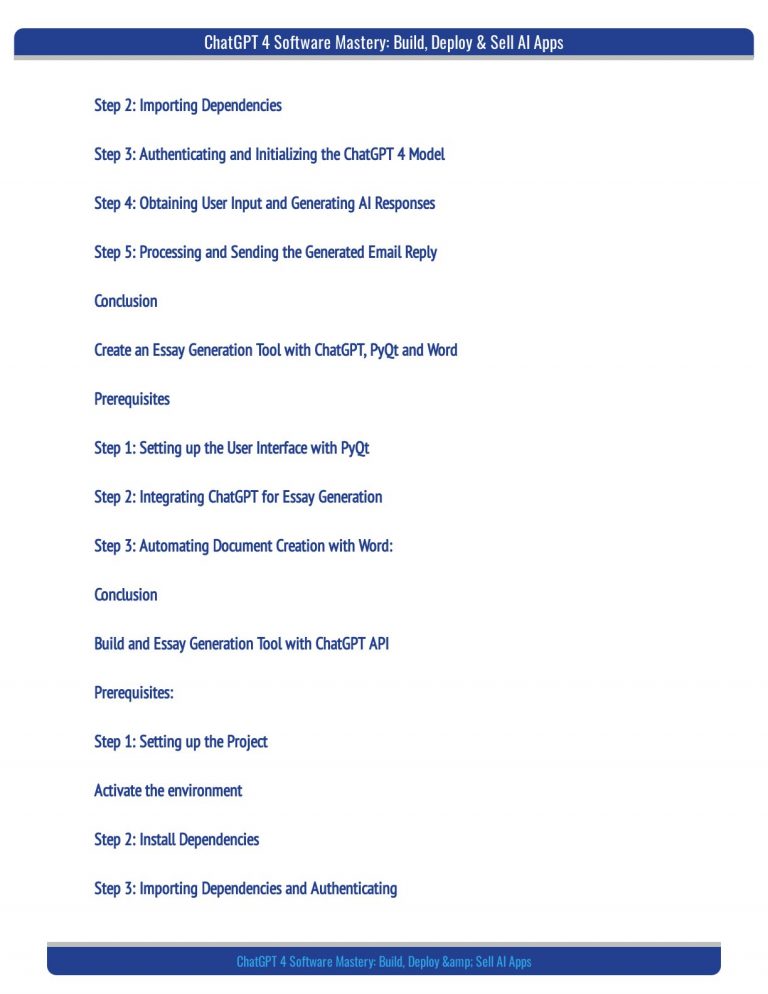 ChatGPT 4 Software Mastery: Build, Deploy & Sell AI Apps
Step 2: Importing Dependencies
Step 3: Authenticating and Initializing the ChatGPT 4 Model
Step 4: Obtaining User Input and Generating AI Responses
Step 5: Processing and Sending the Generated Email Reply
Conclusion
Create an Essay Generation Tool with ChatGPT, PyQt and Word
Prerequisites
Step 1: Setting up the User Interface with PyQt
Step 2: Integrating ChatGPT for Essay Generation
Step 3: Automating Document Creation with Word:
Conclusion
Build and Essay Generation Tool with ChatGPT API
Prerequisites:
Step 1: Setting up the Project
Activate the environment
Step 2: Install Dependencies
Step 3: Importing Dependencies and Authenticating
ChatGPT 4 Software Mastery: Build, Deploy &amp; Sell AI Apps